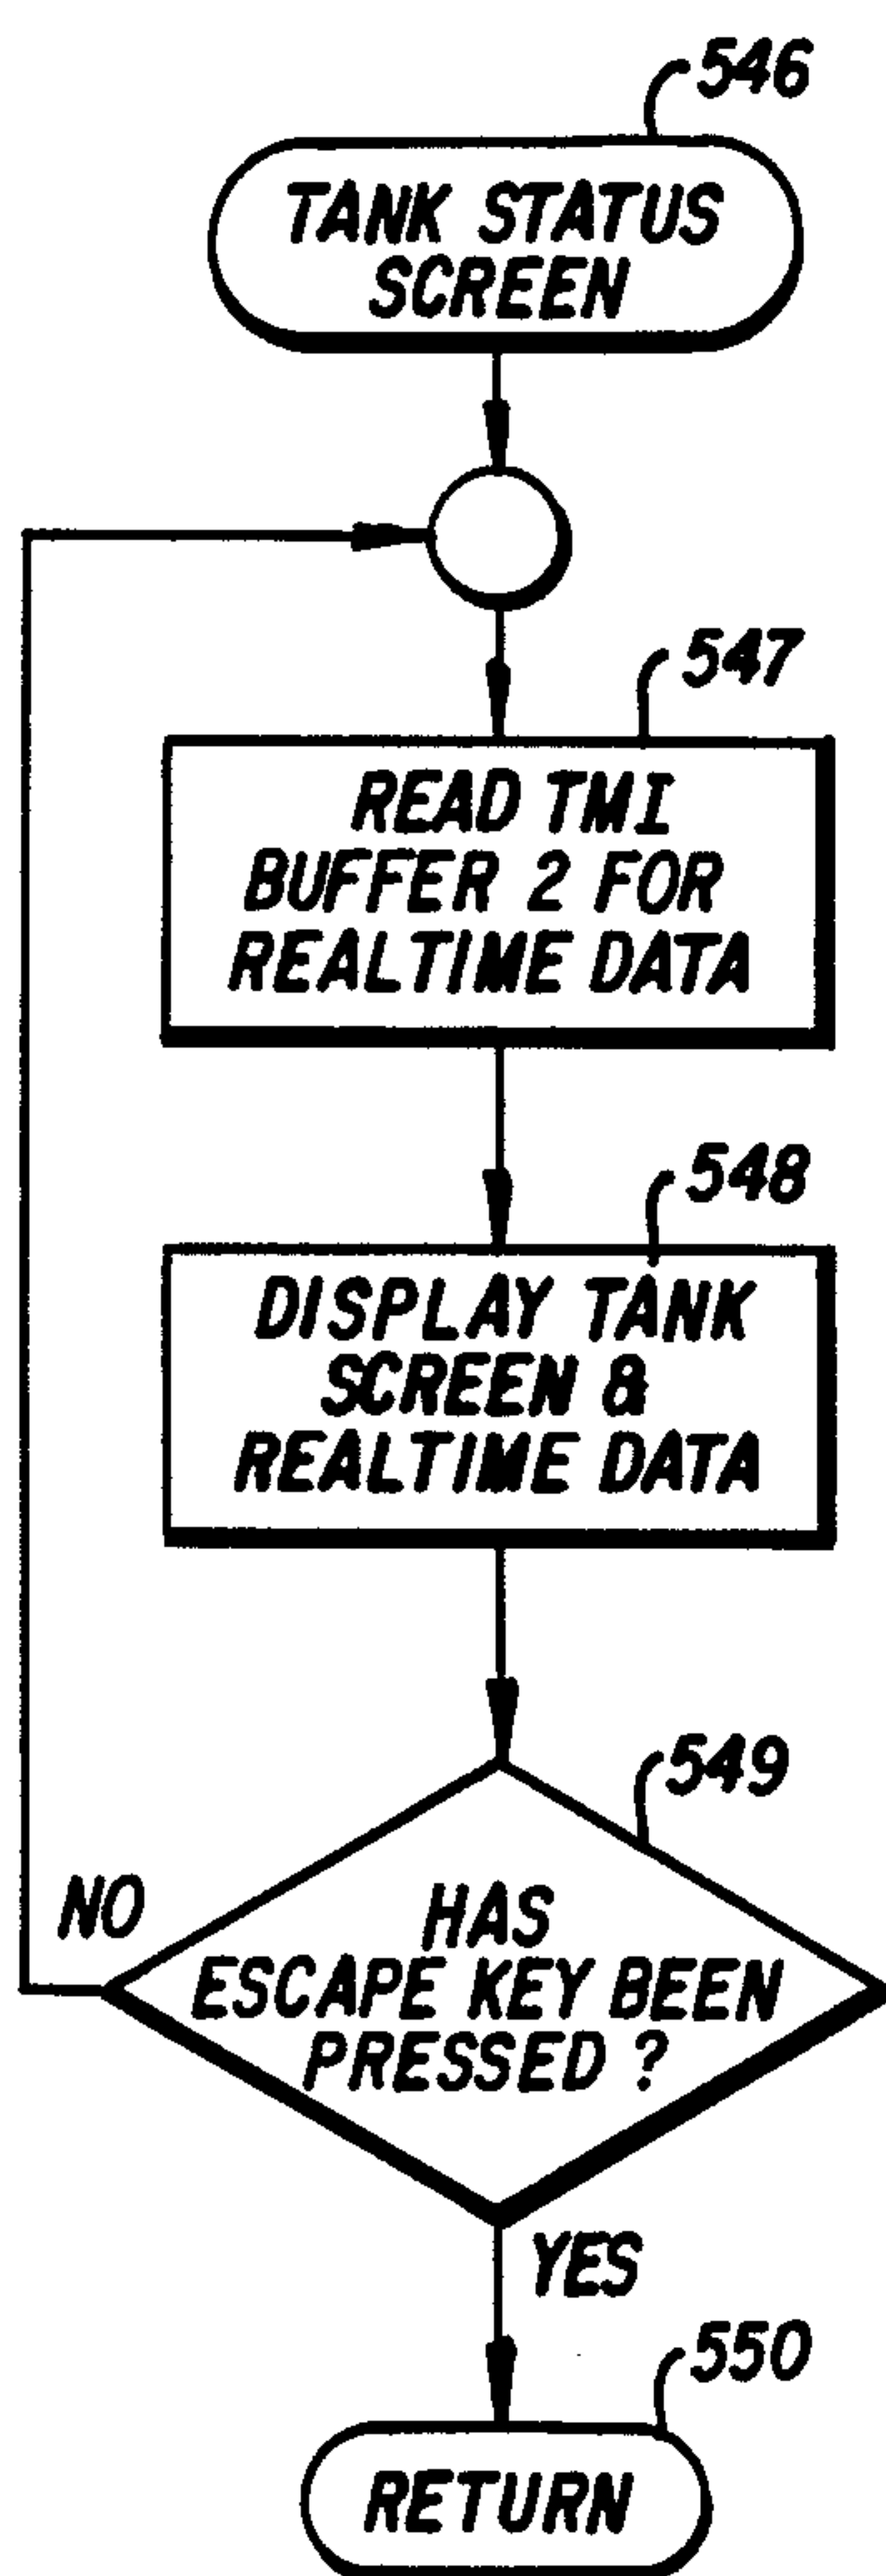 546
TANK STATUS
SCREEN
547
READ TMI
BUFFER 2 FOR
REALTIME DATA
548
DISPLAY TANK
SCREEN &
REALTIME DATA
549
NO
HAS
ESCAPE KEY BEEN
PRESSED ?
YES
550
RETURN